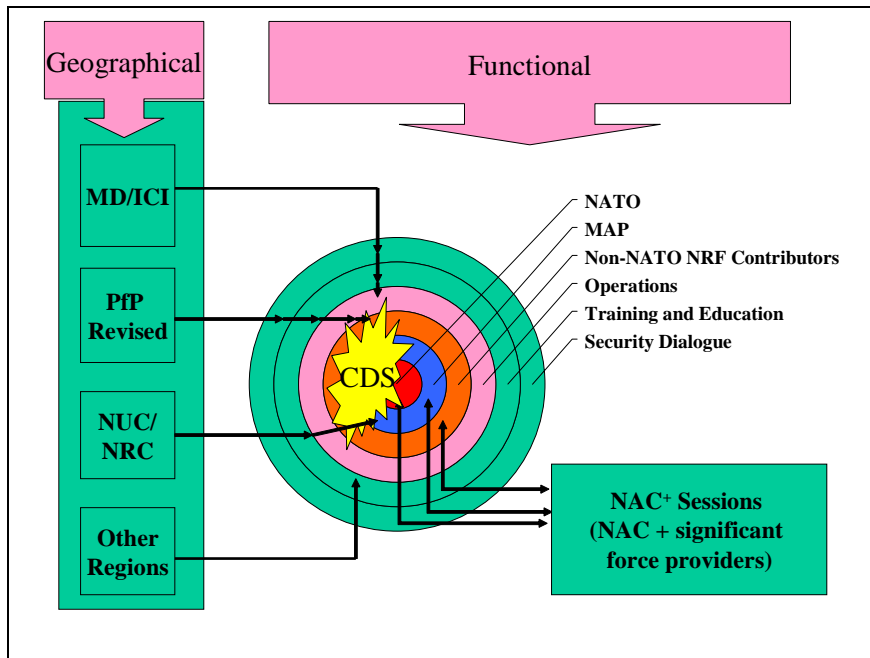 Geographical
Functional
MD/ICI
PfP
Revised
NUC/
NRC
Other
Regions
CDS
NATO
MAP
Non-NATO NRF Contributors
Operations
Training and Education
Security Dialogue
NAC⁺ Sessions
(NAC + significant
force providers)